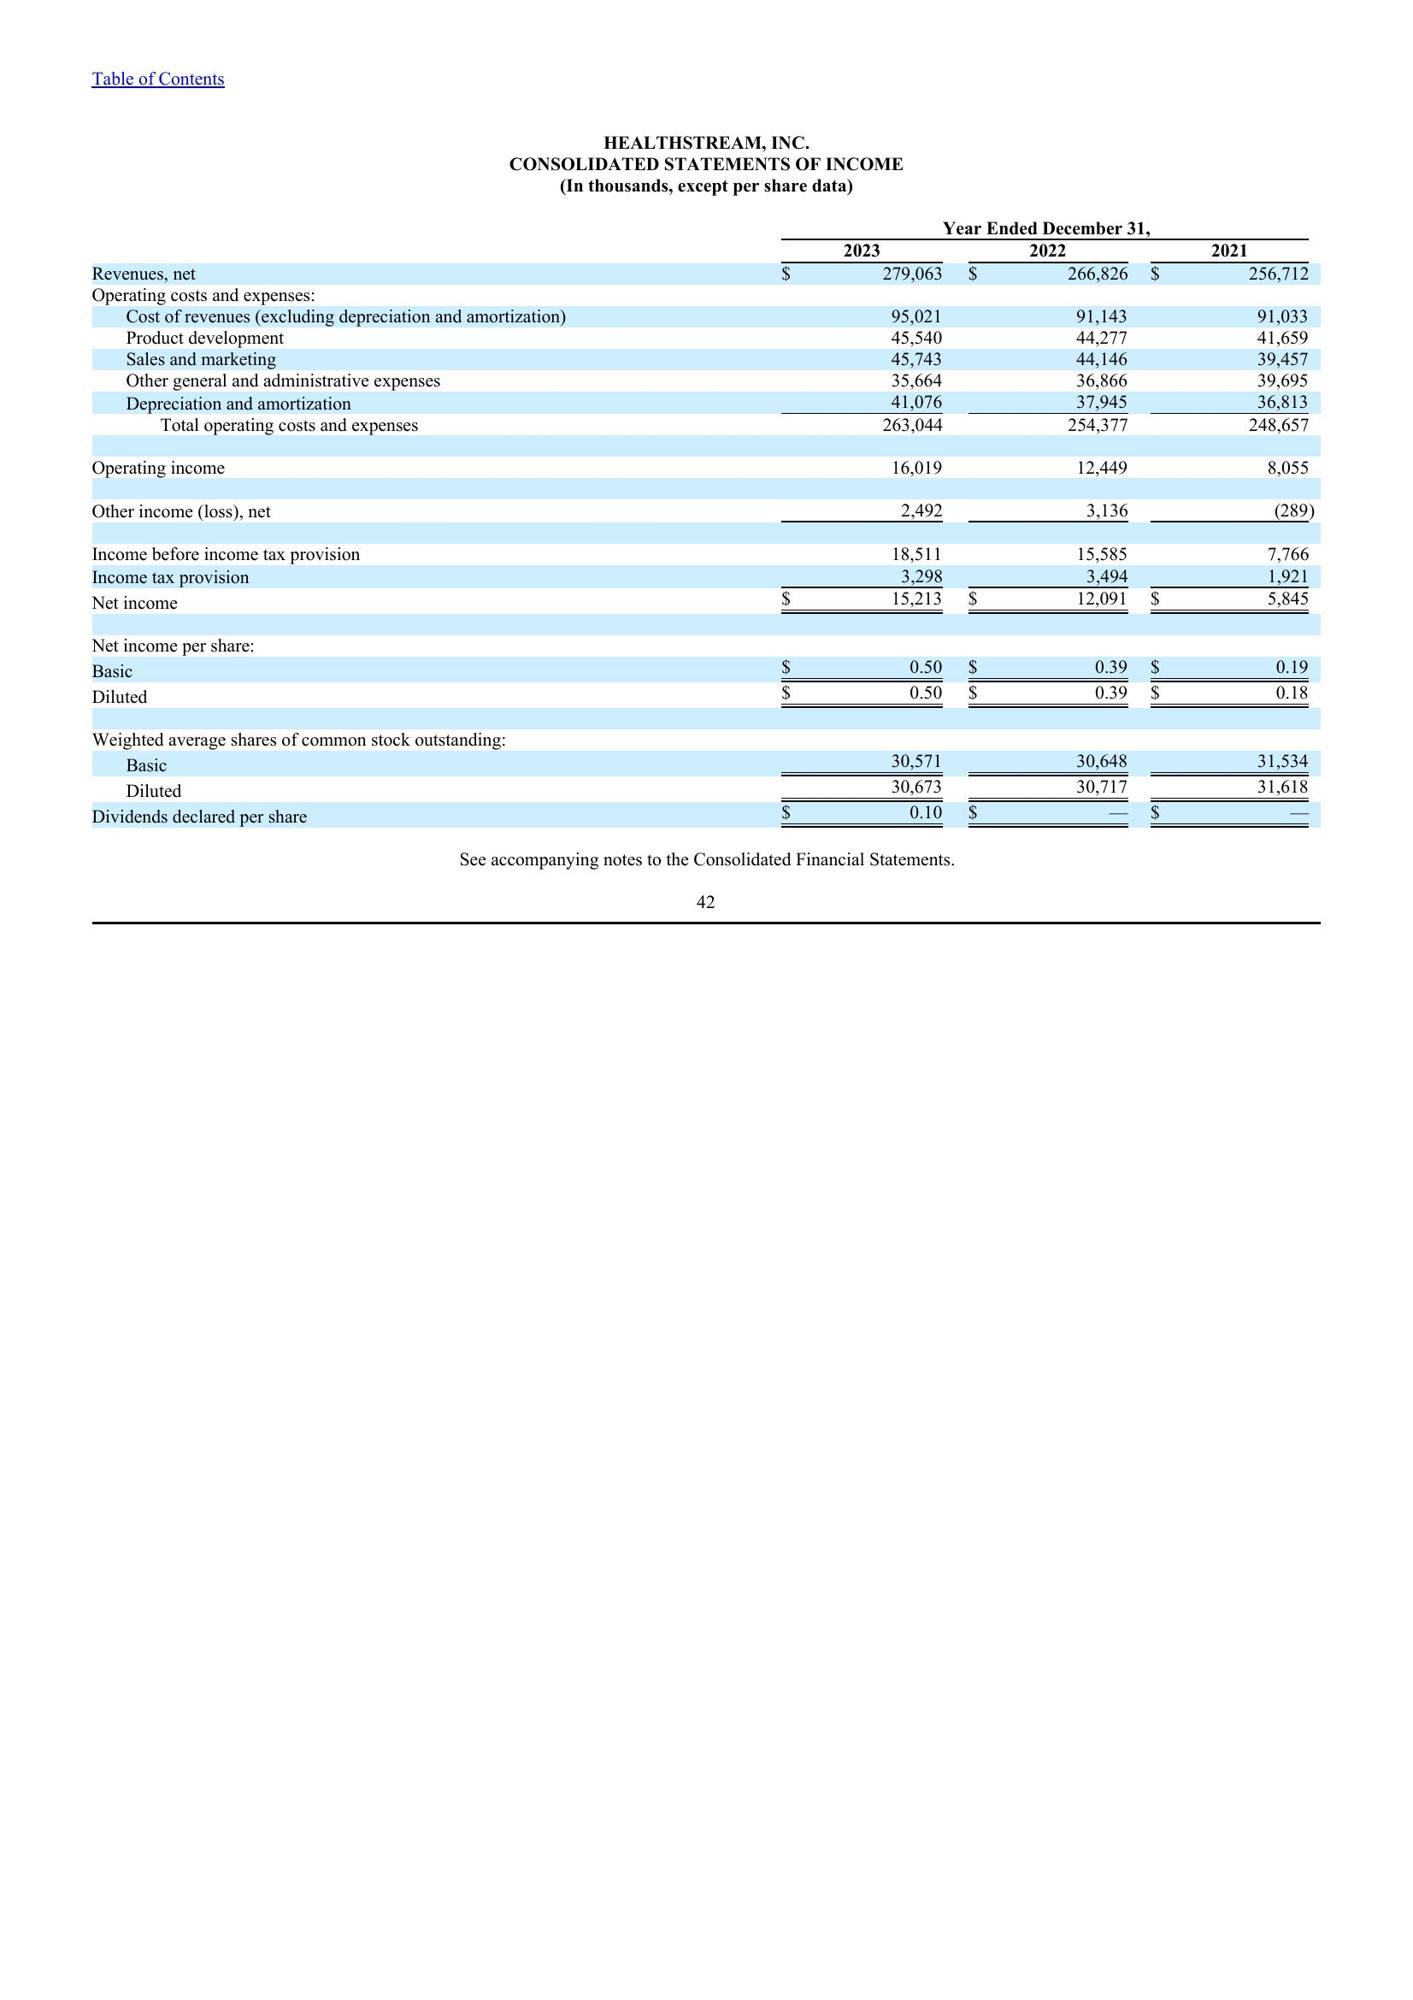 Table of Contents
HEALTHSTREAM, INC.
CONSOLIDATED STATEMENTS OF INCOME
(In thousands, except per share data)
Year Ended December 31,
2023 2022 2021
Revenues, net $ 279,063 $ 266,826 $ 256,712
Operating costs and expenses:
Cost of revenues (excluding depreciation and amortization) 95,021 91,143 91,033
Product development 45,540 44,277 41,659
Sales and marketing 45,743 44,146 39,457
Other general and administrative expenses 35,664 36,866 39,695
Depreciation and amortization 41,076 37,945 36,813
Total operating costs and expenses 263,044 254,377 248,657
Operating income 16,019 12,449 8,055
Other income (loss), net 2,492 3,136 (289)
Income before income tax provision 18,511 15,585 7,766
Income tax provision 3,298 3,494 1,921
Net income $ 15,213 $ 12,091 $ 5,845
Net income per share:
Basic $ 0.50 $ 0.39 $ 0.19
Diluted $ 0.50 $ 0.39 $ 0.18
Weighted average shares of common stock outstanding:
Basic 30,571 30,648 31,534
Diluted 30,673 30,717 31,618
Dividends declared per share $ 0.10 $ — $ —
See accompanying notes to the Consolidated Financial Statements.
42